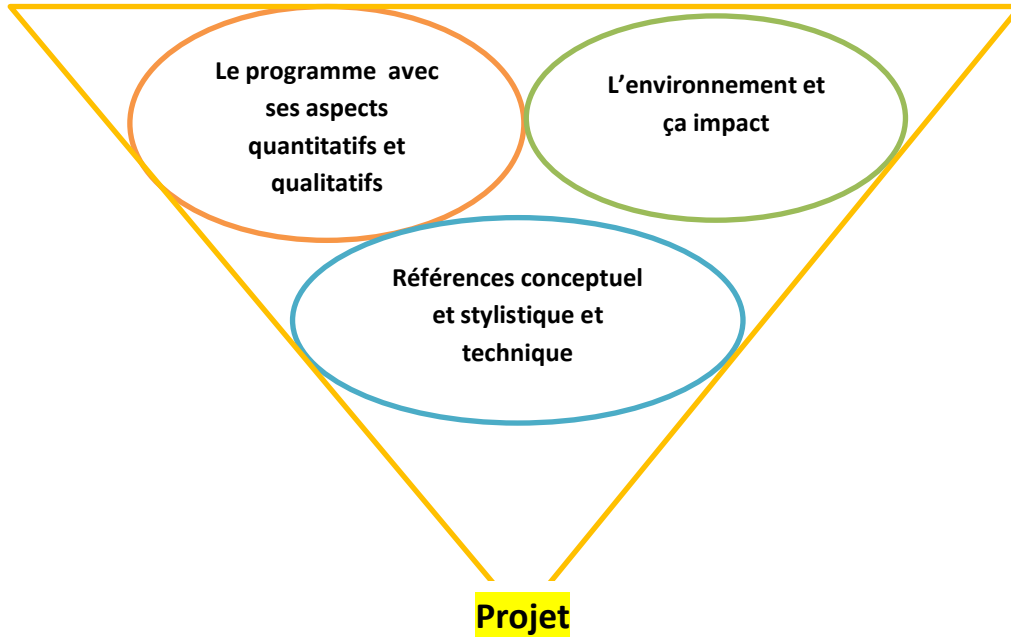 Le programme  avec
ses aspects
quantitatifs et
qualitatifs
L’environnement et
ça impact
Références conceptuel
et stylistique et
technique
Projet